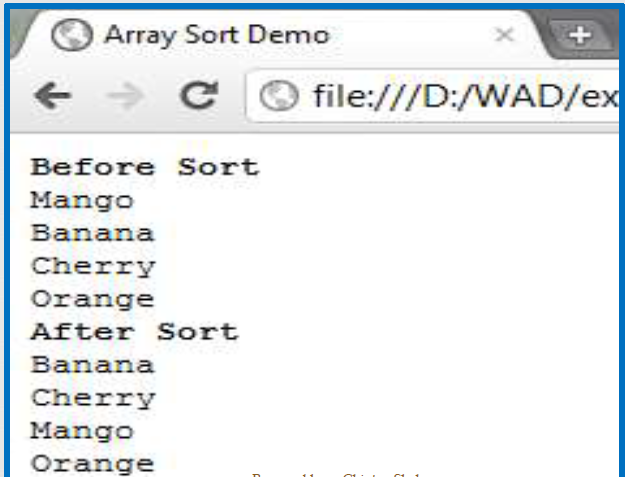 Array Sort Demo
file:///D:/WAD/ex
Before Sort
Mango
Banana
Cherry
Orange
After Sort
Banana
Cherry
Mango
Orange